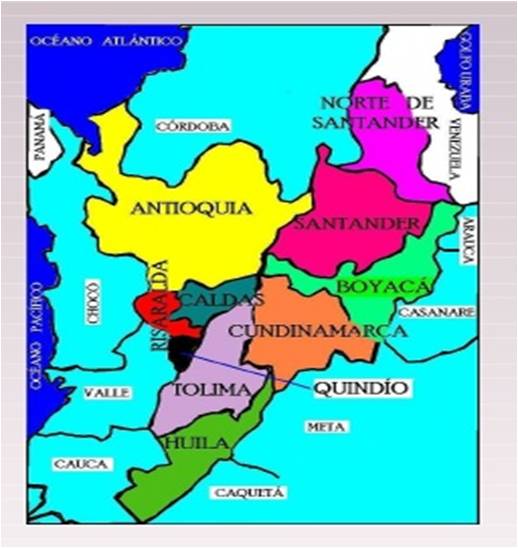 OCÉANO ATLÁNTICO
GOLFO URABA
PANAMÁ
CÓRDOBA
NORTE DE
SANTANDER
VENEZUELA
ANTIOQUIA
SANTANDER
ARAUCA
OCÉANO PACÍFICO
CHOCÓ
RISARALDA
CALDAS
BOYACÁ
CASANARE
CUNDINAMARCA
VALLE
TOLIMA
QUINDÍO
HUILA
META
CAUCA
CAQUETÁ